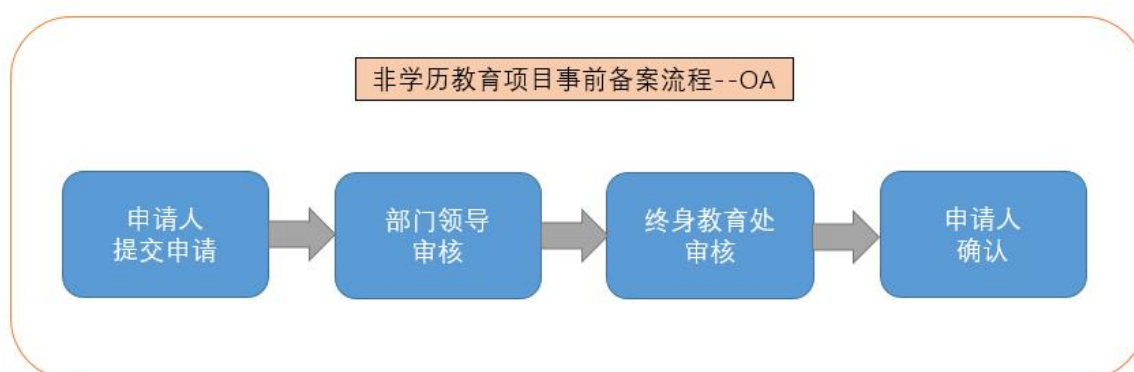 非学历教育项目事前备案流程--OA
申请人
提交申请
部门领导
审核
终身教育处
审核
申请人
确认